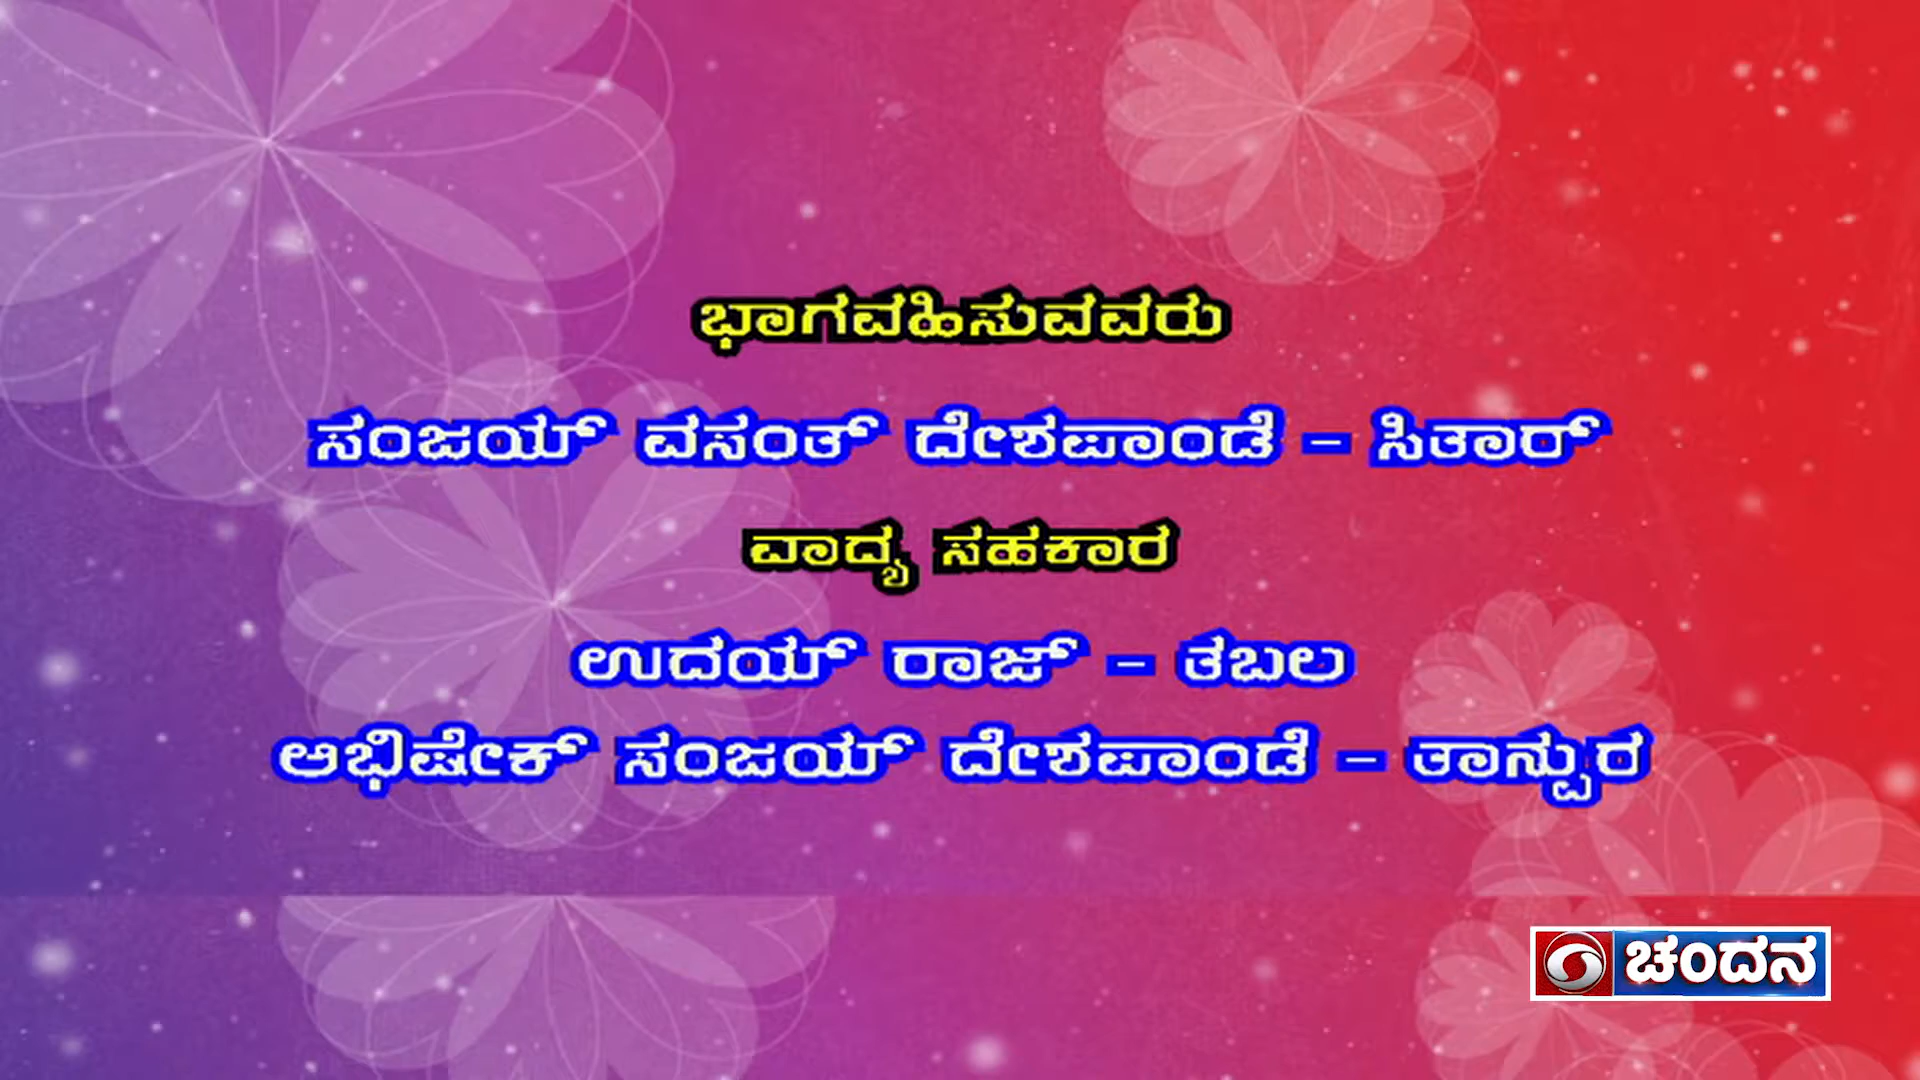 ಭಾಗವಹಿಸುವವರು
ಸಂಜಯ್ ವಸಂತ್ ದೇಶಪಾಂಡೆ – ಸಿತಾರ್
ವಾದ್ಯ ಸಹಕಾರ
ಉದಯ್ ರಾಜ್ – ತಬಲ
ಅಭಿಷೇಕ್ ಸಂಜಯ್ ದೇಶಪಾಂಡೆ – ತಾನ್ಪುರ
ಚಂದನ